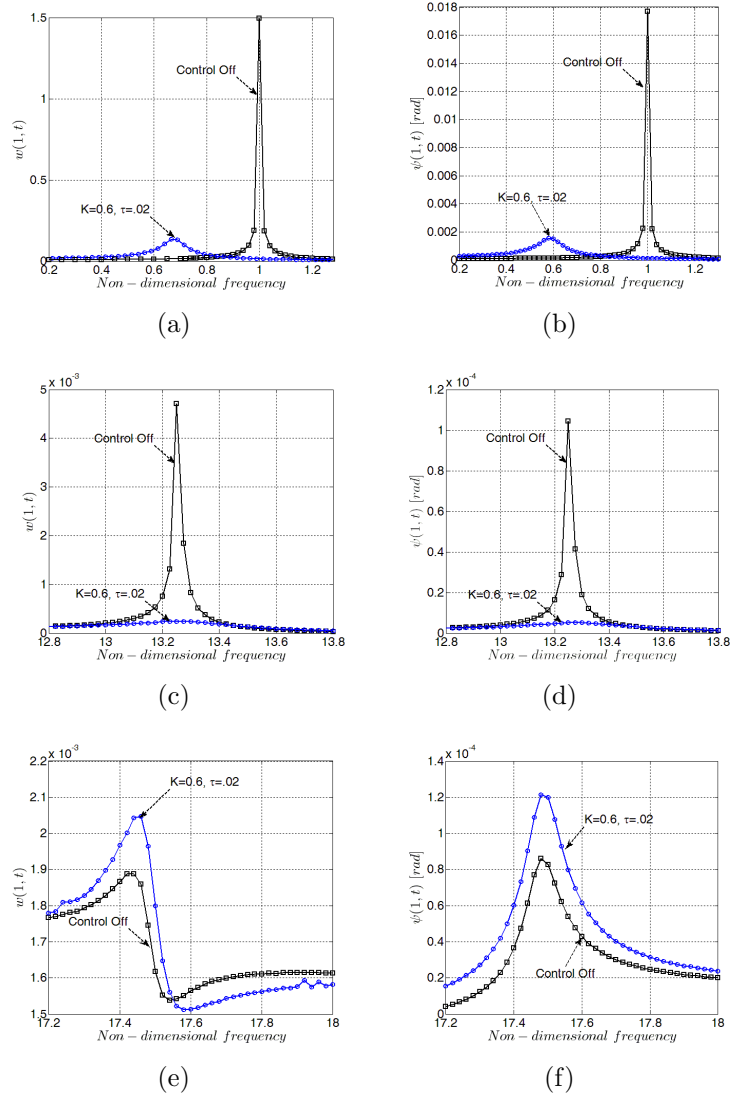 1.5
1
0.5
0
w(1, t)
Control Off
K=0.6, τ=.02
0.2 0.4 0.6 0.8 1 1.2
Non − dimensional frequency
(a)
0.018
0.016
0.014
0.012
0.01
0.008
0.006
0.004
0.002
0
ψ(1, t) [rad]
Control Off
K=0.6, τ=.02
0.2 0.4 0.6 0.8 1 1.2
Non − dimensional frequency
(b)
x 10⁻³
5
4
3
2
1
0
w(1, t)
Control Off
K=0.6, τ=.02
12.8 13 13.2 13.4 13.6 13.8
Non − dimensional frequency
(c)
x 10⁻⁴
1.2
1
0.8
0.6
0.4
0.2
0
ψ(1, t) [rad]
Control Off
K=0.6, τ=.02
12.8 13 13.2 13.4 13.6 13.8
Non − dimensional frequency
(d)
x 10⁻³
2.2
2.1
2
1.9
1.8
1.7
1.6
1.5
w(1, t)
K=0.6, τ=.02
Control Off
17.2 17.4 17.6 17.8 18
Non − dimensional frequency
(e)
x 10⁻⁴
1.4
1.2
1
0.8
0.6
0.4
0.2
0
ψ(1, t) [rad]
K=0.6, τ=.02
Control Off
17.2 17.4 17.6 17.8 18
Non − dimensional frequency
(f)